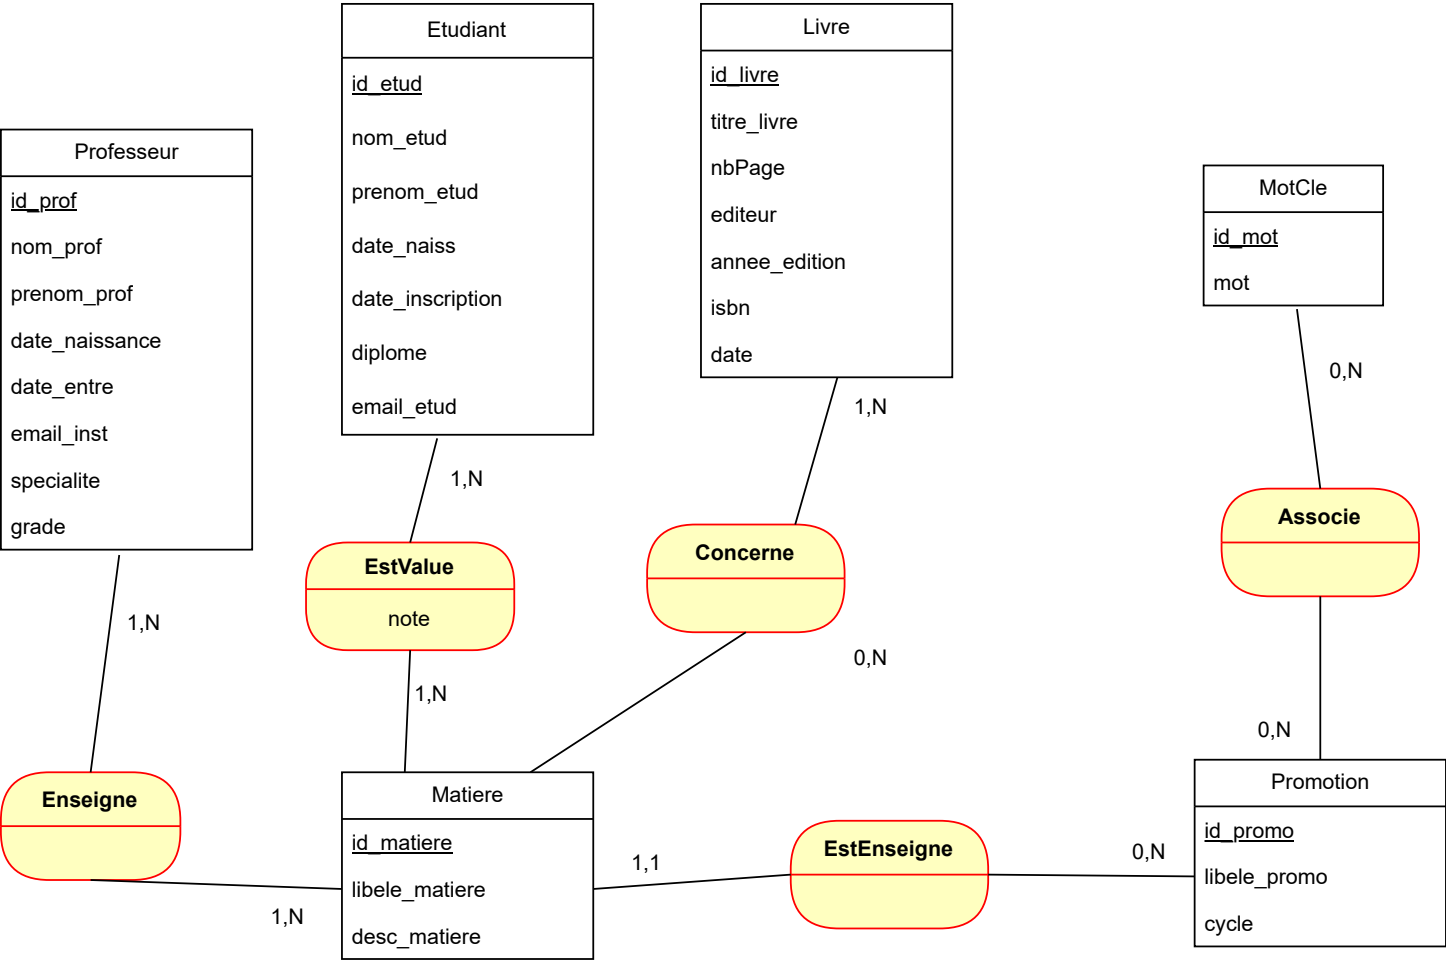 Professeur
id_prof
nom_prof
prenom_prof
date_naissance
date_entre
email_inst
specialite
grade
Etudiant
id_etud
nom_etud
prenom_etud
date_naiss
date_inscription
diplome
email_etud
Livre
id_livre
titre_livre
nbPage
editeur
annee_edition
isbn
date
MotCle
id_mot
mot
1,N
1,N
1,N
0,N
EstValue
note
Concerne
Associe
1,N
0,N
0,N
Enseigne
1,N
Matiere
id_matiere
libele_matiere
desc_matiere
1,1
EstEnseigne
0,N
Promotion
id_promo
libele_promo
cycle